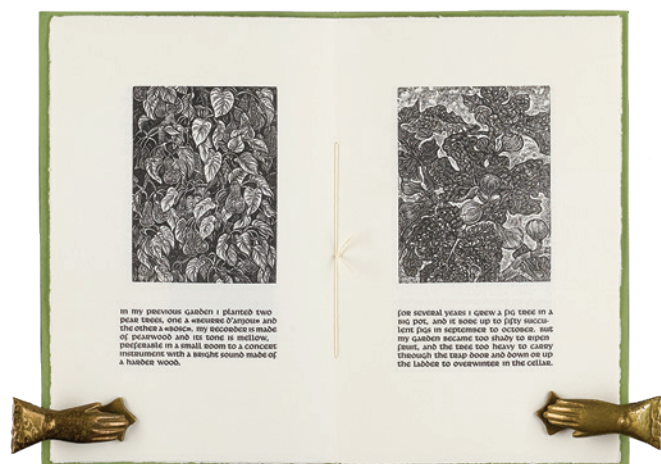 In my previous garden I planted two
pear trees, one a «Beurre d'Anjou» and
the other a «Bosc». My recorder is made
of pearwood and its tone is mellow,
preferable in a small room to a concert
instrument with a bright sound made of
a harder wood.
For several years I grew a fig tree in a
big pot, and it bore up to fifty succu-
lent figs in September to October. But
my garden became too shady to ripen
fruit, and the tree too heavy to carry
through the trap door and down or up
the ladder to overwinter in the cellar.